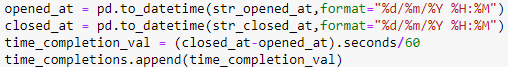 opened_at = pd.to_datetime(str_opened_at,format="%d/%m/%Y %H:%M")
closed_at = pd.to_datetime(str_closed_at,format="%d/%m/%Y %H:%M")
time_completion_val = (closed_at-opened_at).seconds/60
time_completions.append(time_completion_val)